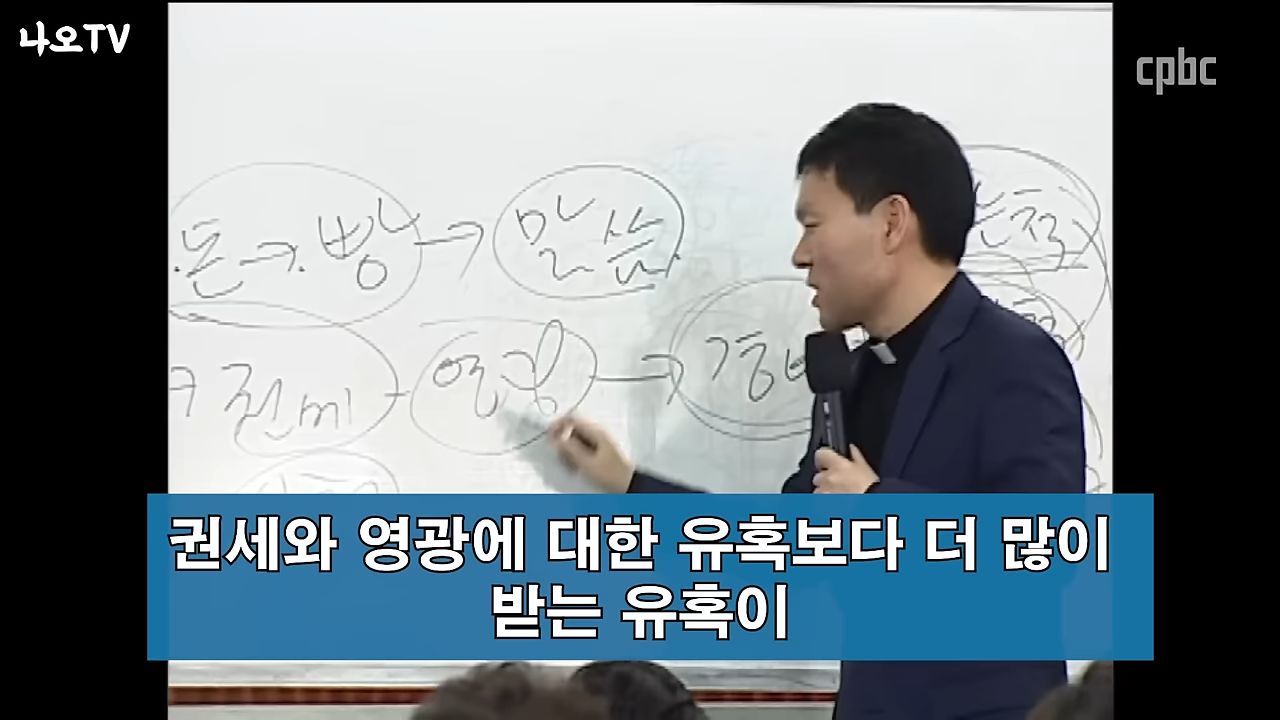 나오TV
cpbc
돈 → 빵 → 말씀
권세 영광 → 경배
권세와 영광에 대한 유혹보다 더 많이
받는 유혹이